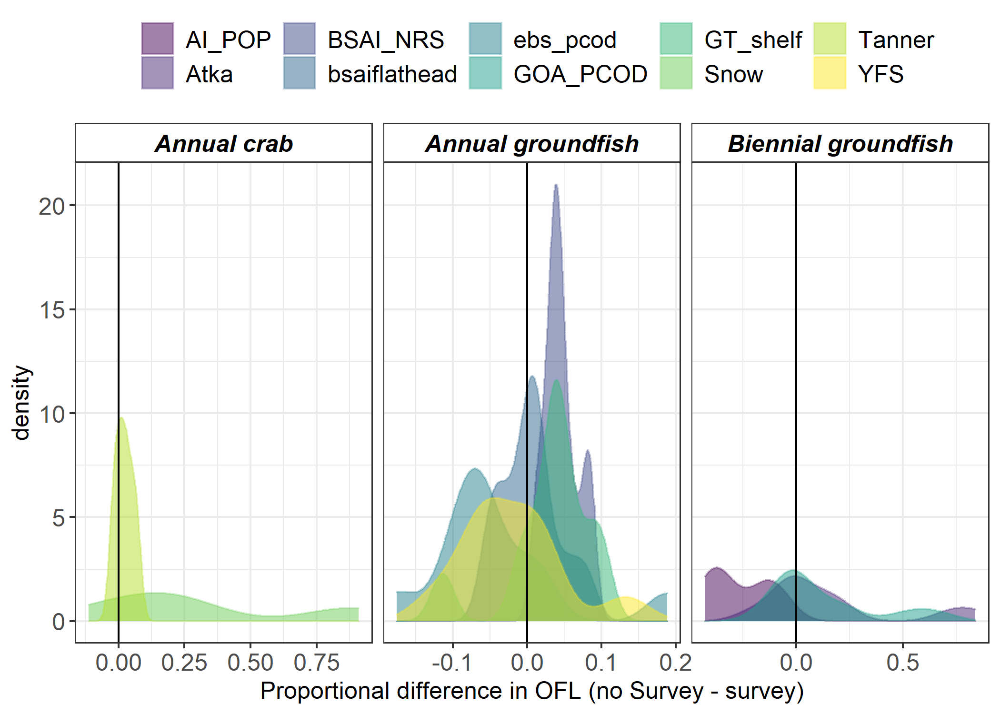 AI_POP BSAI_NRS ebs_pcod GT_shelf Tanner
Atka bsaiflathead GOA_PCOD Snow YFS
Annual crab Annual groundfish Biennial groundfish
20
15
10
5
0
density
0.00 0.25 0.50 0.75 -0.1 0.0 0.1 0.2 0.0 0.5
Proportional difference in OFL (no Survey - survey)